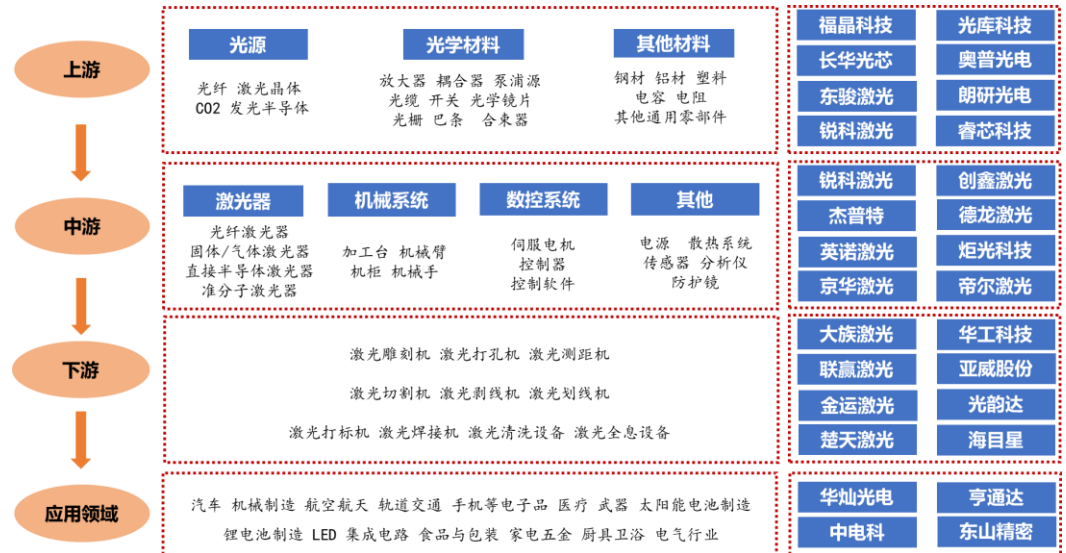 上游
光源
光纤 激光晶体
CO2 发光半导体
光学材料
放大器 耦合器 泵浦源
光缆 开关 光学镜片
光栅 巴条 合束器
其他材料
钢材 铝材 塑料
电容 电阻
其他通用零部件
福晶科技 光库科技
长华光芯 奥普光电
东骏激光 朗研光电
锐科激光 睿芯科技
中游
激光器
光纤激光器
固体/气体激光器
直接半导体激光器
准分子激光器
机械系统
加工台 机械臂
机柜 机械手
数控系统
伺服电机
控制器
控制软件
其他
电源 散热系统
传感器 分析仪
防护镜
锐科激光 创鑫激光
杰普特 德龙激光
英诺激光 炬光科技
京华激光 帝尔激光
下游
激光雕刻机 激光打孔机 激光测距机
激光切割机 激光剥线机 激光划线机
激光打标机 激光焊接机 激光清洗设备 激光全息设备
大族激光 华工科技
联赢激光 亚威股份
金运激光 光韵达
楚天激光 海目星
应用领域
汽车 机械制造 航空航天 轨道交通 手机等电子品 医疗 武器 太阳能电池制造
锂电池制造 LED 集成电路 食品与包装 家电五金 厨具卫浴 电气行业
华灿光电 亨通达
中电科 东山精密